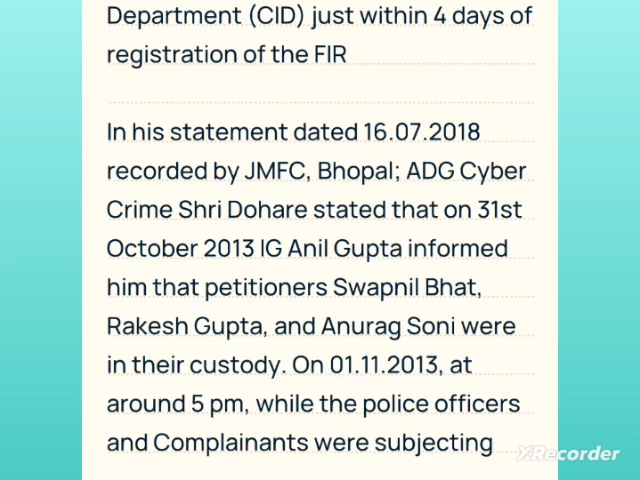 Department (CID) just within 4 days of
registration of the FIR
In his statement dated 16.07.2018
recorded by JMFC, Bhopal; ADG Cyber
Crime Shri Dohare stated that on 31st
October 2013 IG Anil Gupta informed
him that petitioners Swapnil Bhat,
Rakesh Gupta, and Anurag Soni were
in their custody. On 01.11.2013, at
around 5 pm, while the police officers
and Complainants were subjecting
XRecorder